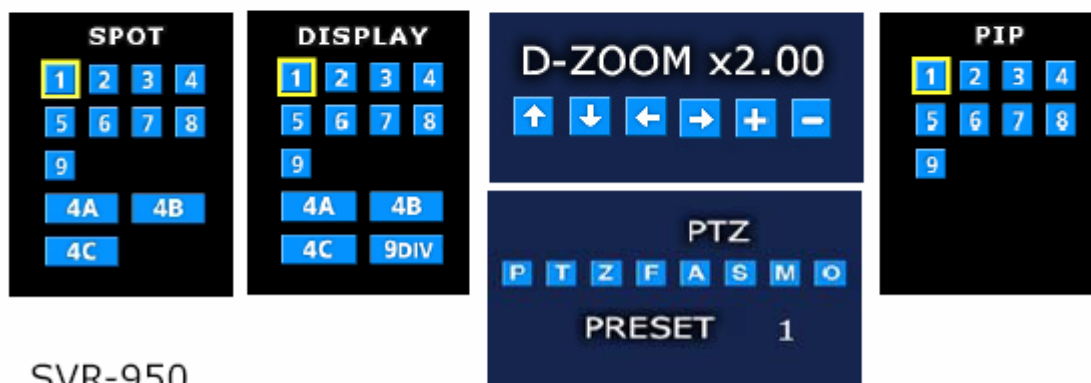 SPOT
1 2 3 4
5 6 7 8
9
4A 4B
4C
DISPLAY
1 2 3 4
5 6 7 8
9
4A 4B
4C 9DIV
D-ZOOM x2.00
+ -
PTZ
P T Z F A S M O
PRESET 1
PIP
1 2 3 4
5 6 7 8
9
SVR-950